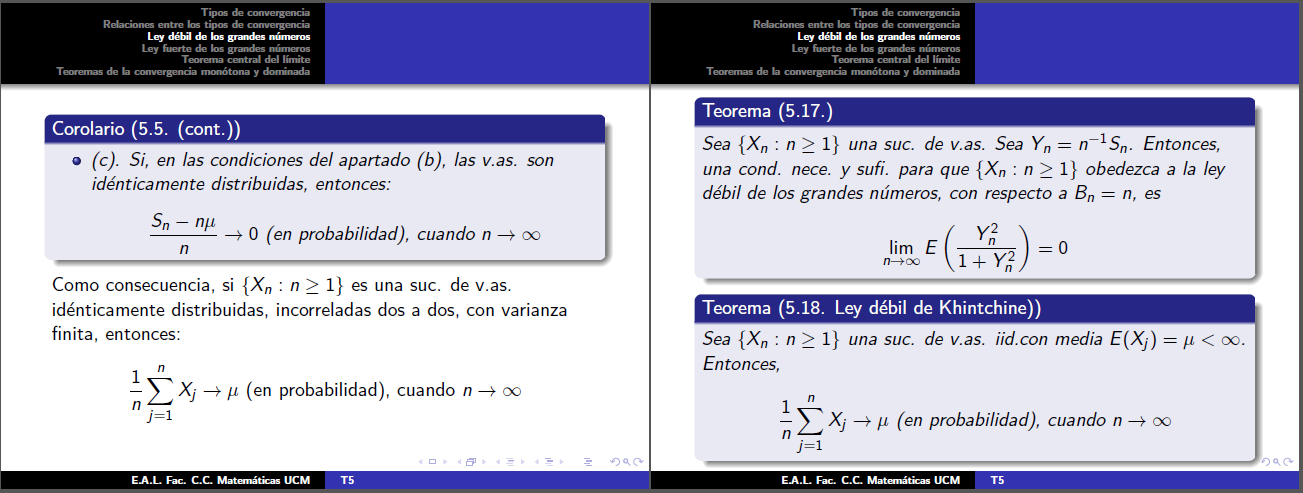 Tipos de convergencia
Relaciones entre los tipos de convergencia
Ley débil de los grandes números
Ley fuerte de los grandes números
Teorema central del límite
Teoremas de la convergencia monótona y dominada
Corolario (5.5. (cont.))
(c). Si, en las condiciones del apartado (b), las v.as. son
idénticamente distribuidas, entonces:
\frac{S_n − nμ}{n} → 0 (en probabilidad), cuando n → ∞
Como consecuencia, si {X_n : n ≥ 1} es una suc. de v.as.
idénticamente distribuidas, incorreladas dos a dos, con varianza
finita, entonces:
\frac{1}{n} \sum_{j=1}^{n} X_j → μ (en probabilidad), cuando n → ∞
E.A.L. Fac. C.C. Matemáticas UCM T5
Tipos de convergencia
Relaciones entre los tipos de convergencia
Ley débil de los grandes números
Ley fuerte de los grandes números
Teorema central del límite
Teoremas de la convergencia monótona y dominada
Teorema (5.17.)
Sea {X_n : n ≥ 1} una suc. de v.as. Sea Y_n = n^{−1}S_n. Entonces,
una cond. nece. y sufi. para que {X_n : n ≥ 1} obedezca a la ley
débil de los grandes números, con respecto a B_n = n, es
\lim_{n→∞} E \left( \frac{Y_n^2}{1 + Y_n^2} \right) = 0
Teorema (5.18. Ley débil de Khintchine))
Sea {X_n : n ≥ 1} una suc. de v.as. iid.con media E(X_j) = μ < ∞.
Entonces,
\frac{1}{n} \sum_{j=1}^{n} X_j → μ (en probabilidad), cuando n → ∞
E.A.L. Fac. C.C. Matemáticas UCM T5